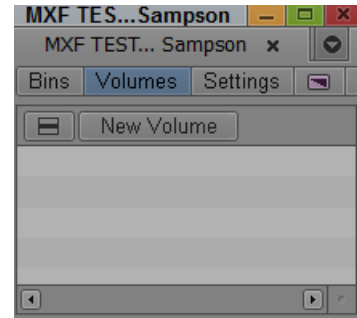 MXF TES...Sampson
MXF TEST... Sampson
Bins Volumes Settings
New Volume